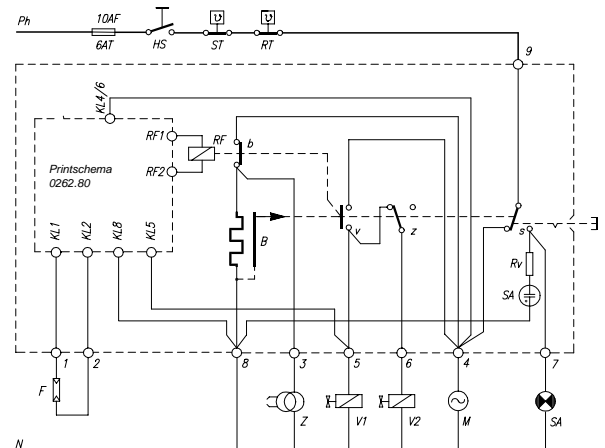 Ph
10AF
6AT
HS
ST
RT
9
KL4/6
RF1
RF
b
RF2
Printschema
0262.80
KL1
KL2
KL8
KL5
B
v
z
s
Rv
SA
1
2
8
3
5
6
4
7
F
Z
V1
V2
M
SA
N